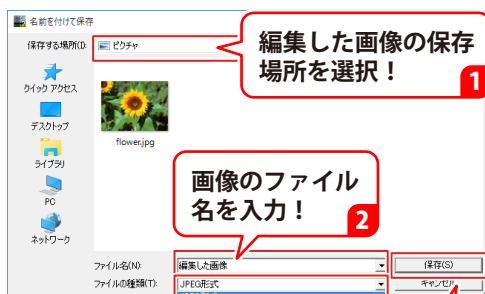 名前を付けて保存
保存する場所(I):
ピクチャ
編集した画像の保存
場所を選択！
1
クイック アクセス
デスクトップ
flower.jpg
ライブラリ
画像のファイル
名を入力！
2
PC
ネットワーク
ファイル名(N):
編集した画像
保存(S)
ファイルの種類(T):
JPEG形式
キャンセル